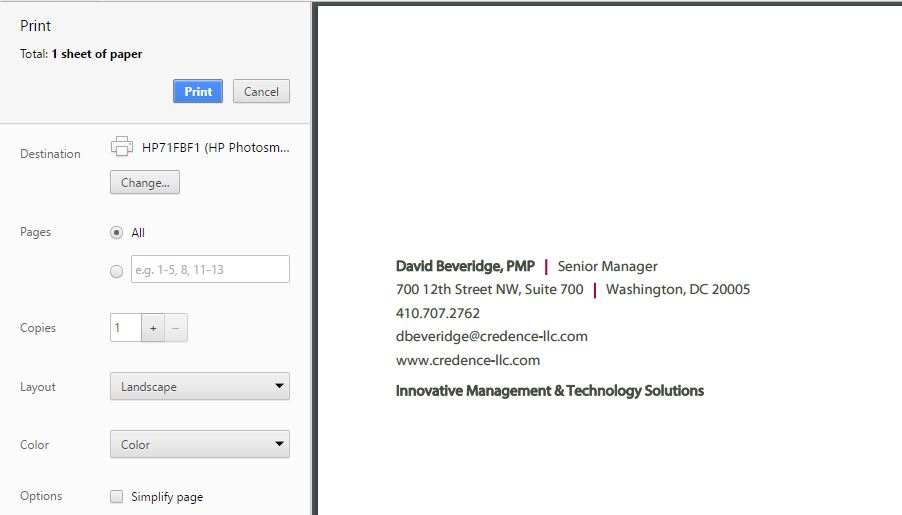 Print
Total: 1 sheet of paper
Print Cancel
Destination HP71FBF1 (HP Photosm...
Change...
Pages All
e.g. 1-5, 8, 11-13
Copies 1 + −
Layout Landscape
Color Color
Options Simplify page
David Beveridge, PMP | Senior Manager
700 12th Street NW, Suite 700 | Washington, DC 20005
410.707.2762
dbeveridge@credence-llc.com
www.credence-llc.com
Innovative Management & Technology Solutions